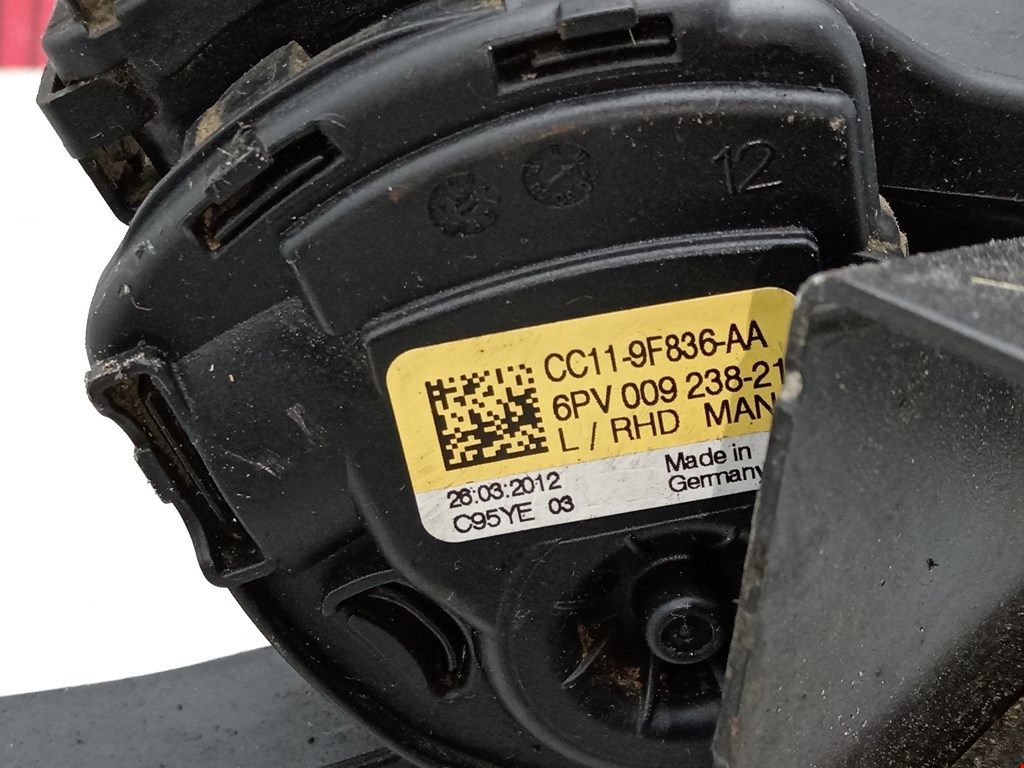 12
CC11-9F836-AA
6PV 009 238-21
L / RHD MAN
Made in
Germany
26:03:2012
C95YE 03